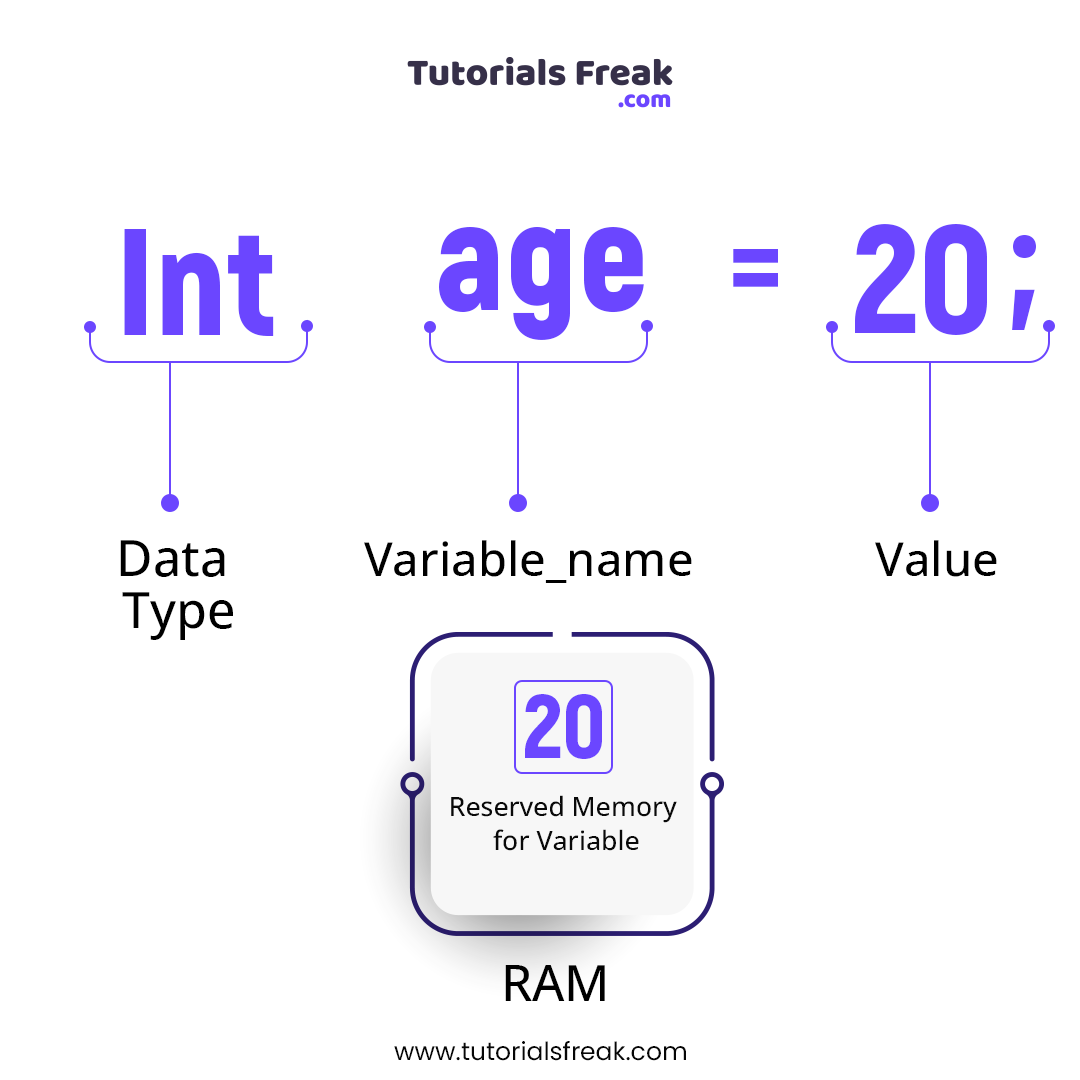 Tutorials Freak
.com
Int age = 20;
Data
Type
Variable_name
Value
20
Reserved Memory
for Variable
RAM
www.tutorialsfreak.com